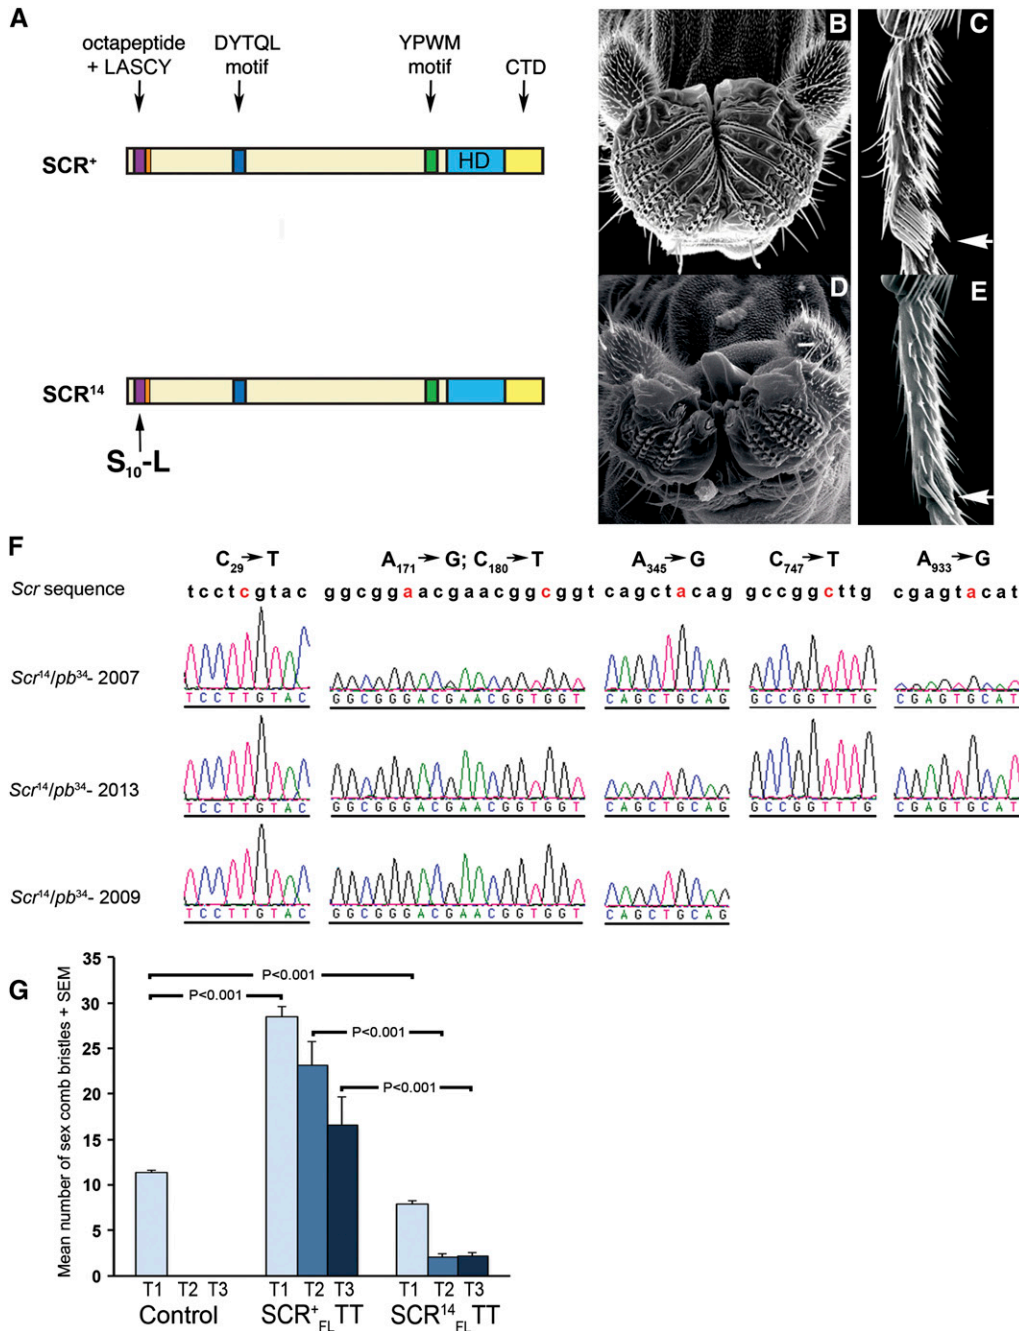 A
octapeptide
+ LASCY
DYTQL
motif
YPWM
motif
CTD
SCR⁺
HD
SCR¹⁴
S₁₀-L
B
C
D
E
F
C₂₉→T
A₁₇₁→G; C₁₈₀→T
A₃₄₅→G
C₇₄₇→T
A₉₃₃→G
Scr sequence
tcctcgtac
ggcggaacgaacggcggt
cagctacag
gccggcttg
cgagtacat
Scr¹⁴/pb³⁴- 2007
TCCTTGTAC
GGCGGGACGAACGGTGGT
CAGCTGCAG
GCCGGTTTG
CGAGTGCAT
Scr¹⁴/pb³⁴- 2013
TCCTTGTAC
GGCGGGACGAACGGTGGT
CAGCTGCAG
GCCGGTTTG
CGAGTGCAT
Scr¹⁴/pb³⁴- 2009
TCCTTGTAC
GGCGGGACGAACGGTGGT
CAGCTGCAG
G
Mean number of sex comb bristles + SEM
35
30
25
20
15
10
5
0
P<0.001
P<0.001
P<0.001
P<0.001
T1 T2 T3
T1 T2 T3
T1 T2 T3
Control
SCR⁺FL TT
SCR¹⁴FL TT